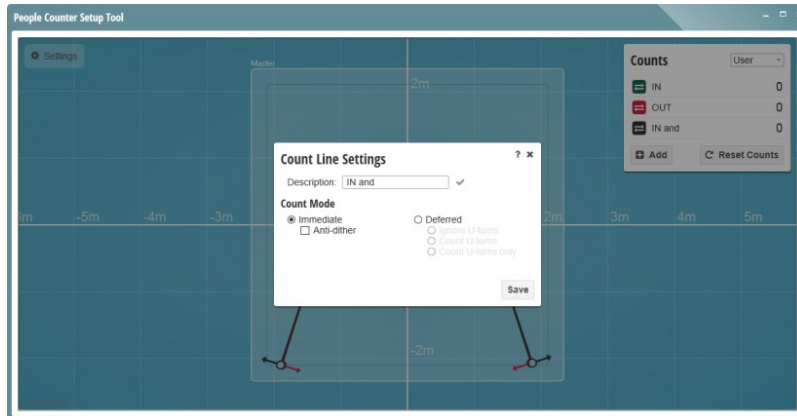 People Counter Setup Tool
Settings
Master
2m
Counts
User
IN 0
OUT 0
IN and 0
Add
Reset Counts
Count Line Settings
? ×
Description: IN and
Count Mode
Immediate
Anti-dither
Deferred
Ignore U-turns
Count U-turns
Count U-turns only
Save
-5m -4m -3m 2m 3m 4m 5m
-2m